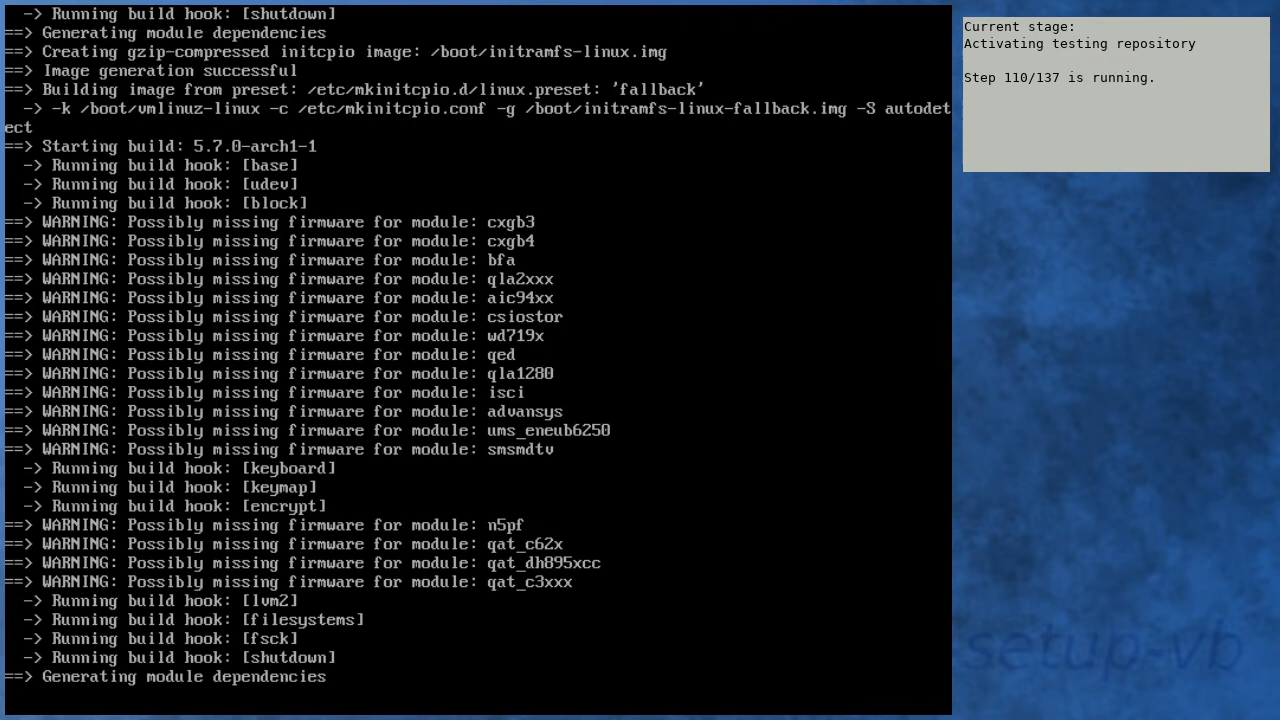 -> Running build hook: [shutdown]
==> Generating module dependencies
==> Creating gzip-compressed initcpio image: /boot/initramfs-linux.img
==> Image generation successful
==> Building image from preset: /etc/mkinitcpio.d/linux.preset: 'fallback'
  -> -k /boot/vmlinuz-linux -c /etc/mkinitcpio.conf -g /boot/initramfs-linux-fallback.img -S autodet
ect
==> Starting build: 5.7.0-arch1-1
  -> Running build hook: [base]
  -> Running build hook: [udev]
  -> Running build hook: [block]
==> WARNING: Possibly missing firmware for module: cxgb3
==> WARNING: Possibly missing firmware for module: cxgb4
==> WARNING: Possibly missing firmware for module: bfa
==> WARNING: Possibly missing firmware for module: qla2xxx
==> WARNING: Possibly missing firmware for module: aic94xx
==> WARNING: Possibly missing firmware for module: csiostor
==> WARNING: Possibly missing firmware for module: wd719x
==> WARNING: Possibly missing firmware for module: qed
==> WARNING: Possibly missing firmware for module: qla1280
==> WARNING: Possibly missing firmware for module: isci
==> WARNING: Possibly missing firmware for module: advansys
==> WARNING: Possibly missing firmware for module: ums_eneub6250
==> WARNING: Possibly missing firmware for module: smsmdtv
  -> Running build hook: [keyboard]
  -> Running build hook: [keymap]
  -> Running build hook: [encrypt]
==> WARNING: Possibly missing firmware for module: n5pf
==> WARNING: Possibly missing firmware for module: qat_c62x
==> WARNING: Possibly missing firmware for module: qat_dh895xcc
==> WARNING: Possibly missing firmware for module: qat_c3xxx
  -> Running build hook: [lvm2]
  -> Running build hook: [filesystems]
  -> Running build hook: [fsck]
  -> Running build hook: [shutdown]
==> Generating module dependencies
Current stage:
Activating testing repository
Step 110/137 is running.
setup-vb